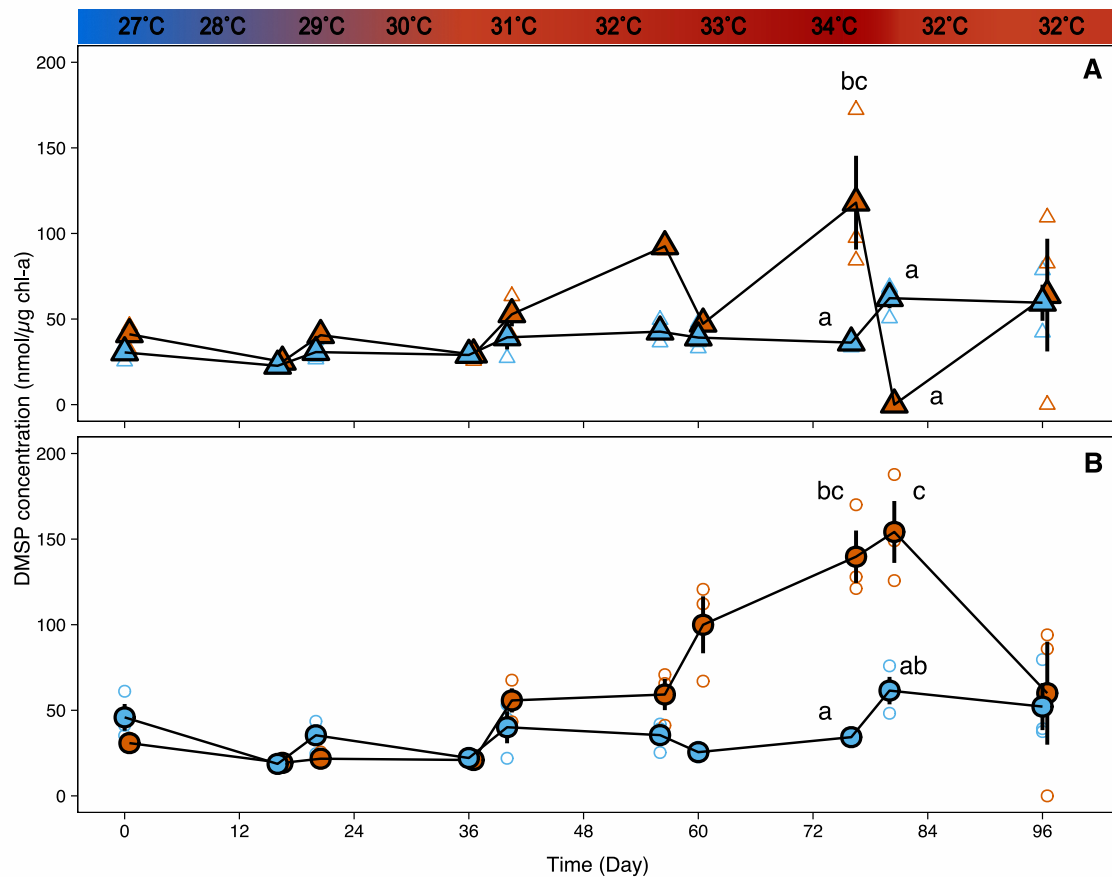 27°C 28°C 29°C 30°C 31°C 32°C 33°C 34°C 32°C 32°C
A
200
bc
150
100
a
50
a
0
a
DMSP concentration (nmol/µg chl-a)
B
200
bc c
150
100
ab
50
a
0
0 12 24 36 48 60 72 84 96
Time (Day)